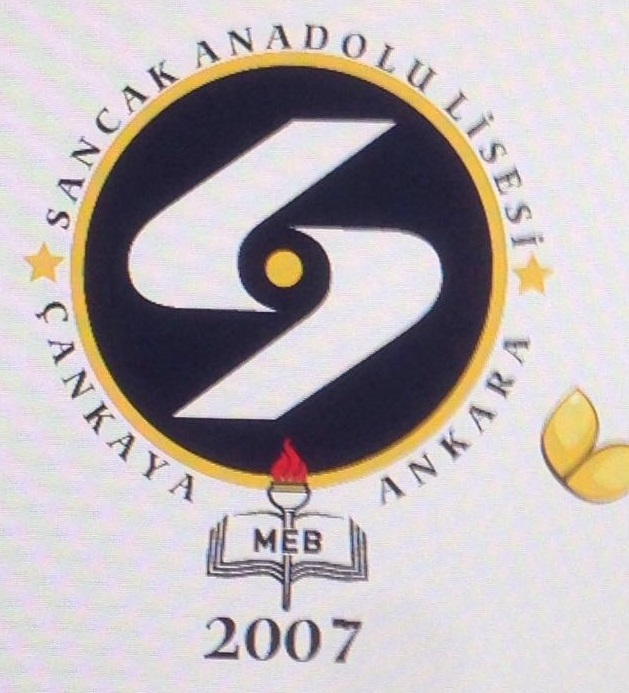 SANCAK ANADOLU LİSESİ
ÇANKAYA ANKARA
MEB
2007